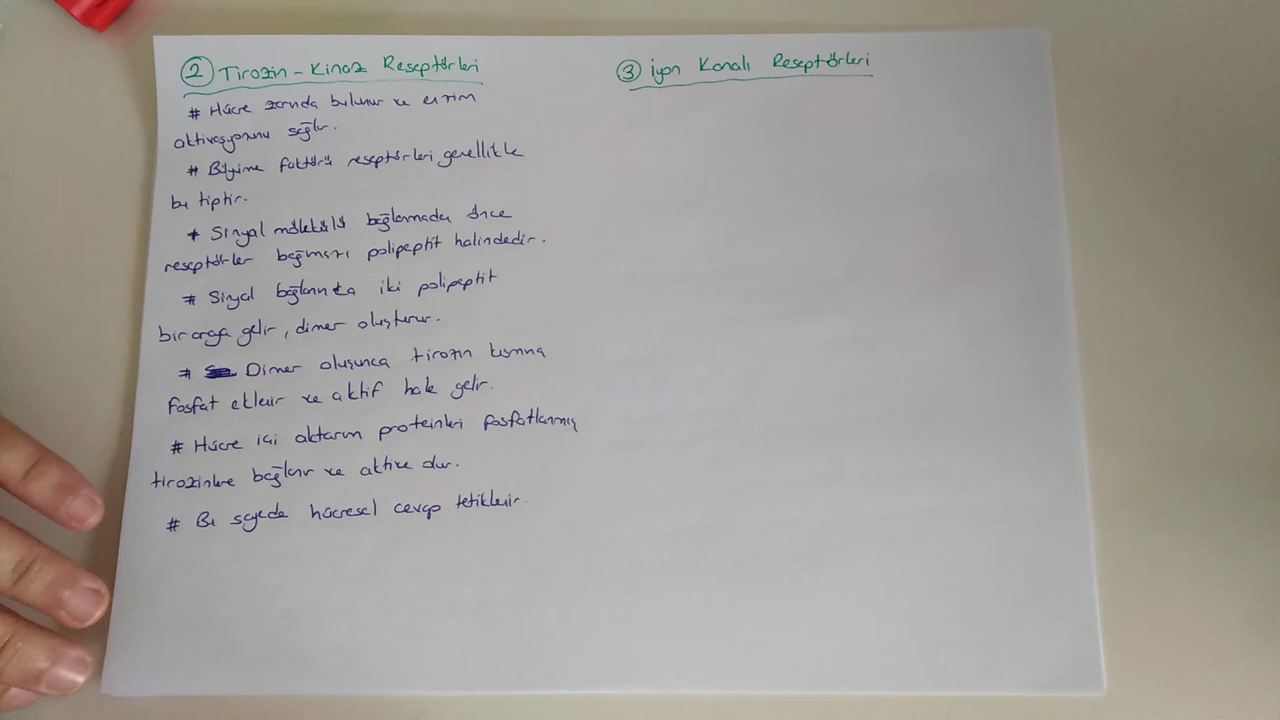 ② Tirozin-Kinaz Reseptörleri
# Hücre zarında bulunur ve enzim
aktivasyonunu sağlar.
# Büyüme faktörü reseptörleri genellikle
bu tiptir.
# Sinyal molekülü bağlanmadan önce
reseptörler bağımsız polipeptit halindedir.
# Sinyal bağlanınca iki polipeptit
bir araya gelir, dimer oluşturur.
# Dimer oluşunca tirozin kısmına
fosfat eklenir ve aktif hale gelir.
# Hücre içi aktarım proteinleri fosfatlanmış
tirozinlere bağlanır ve aktive olur.
# Bu sayede hücresel cevap tetiklenir.
③ İyon Kanalı Reseptörleri